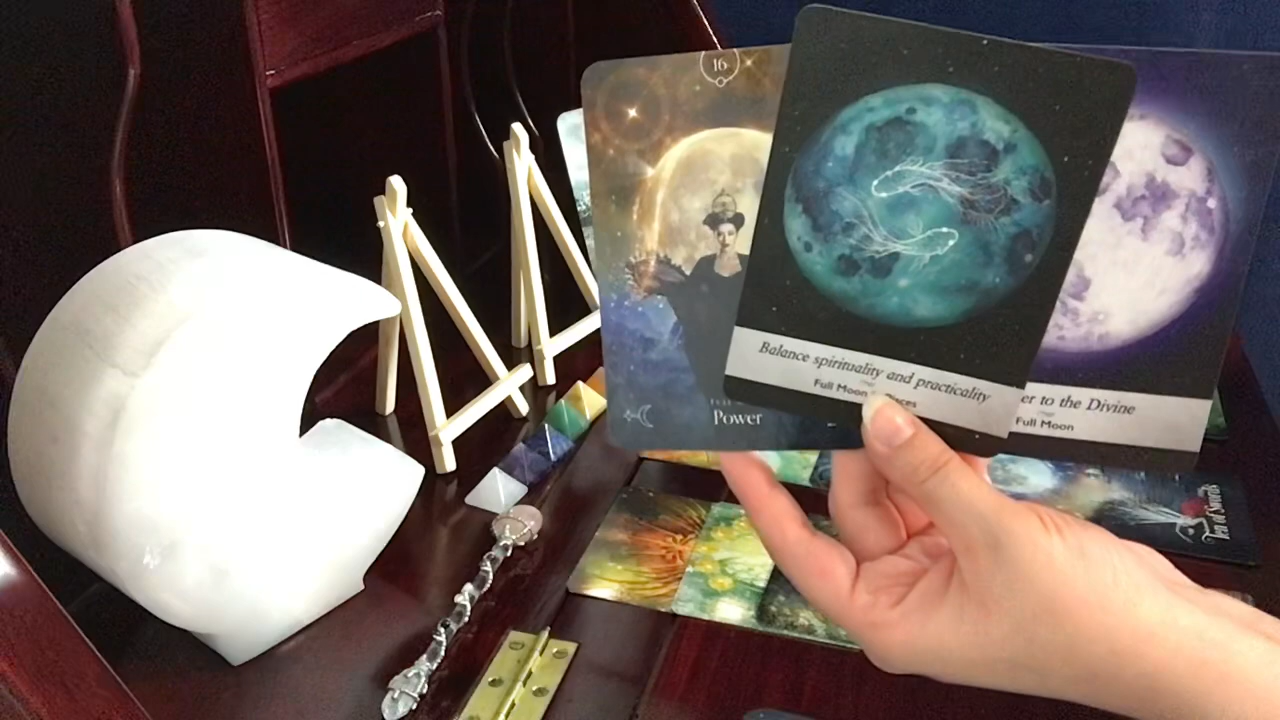 16
Power
Balance spirituality and practicality
Full Moon
er to the Divine
Full Moon
Ten of Swords